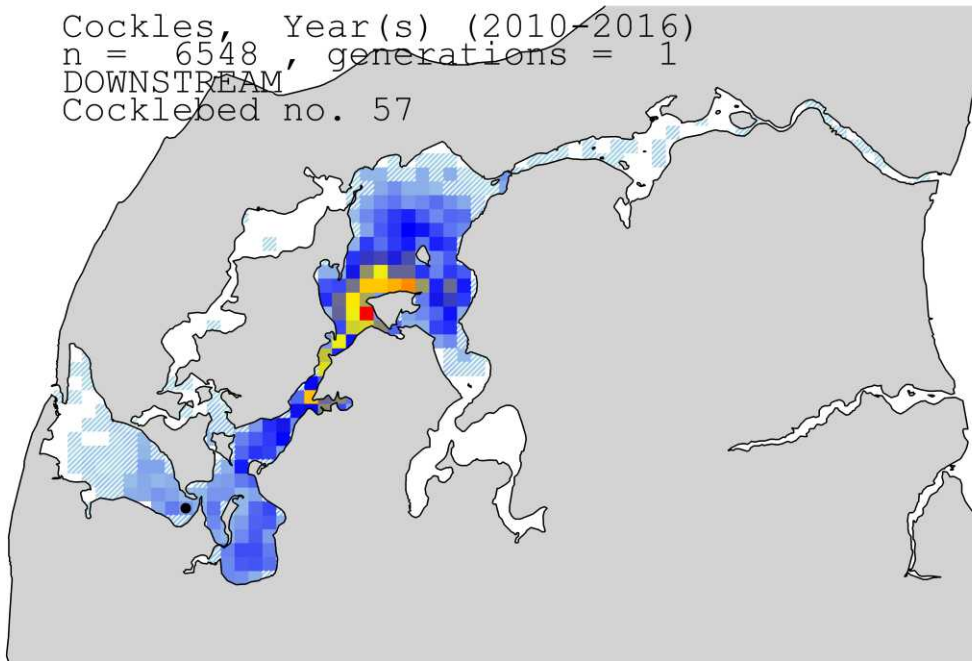 Cockles, Year(s) (2010-2016)
n = 6548 , generations = 1
DOWNSTREAM
Cocklebed no. 57